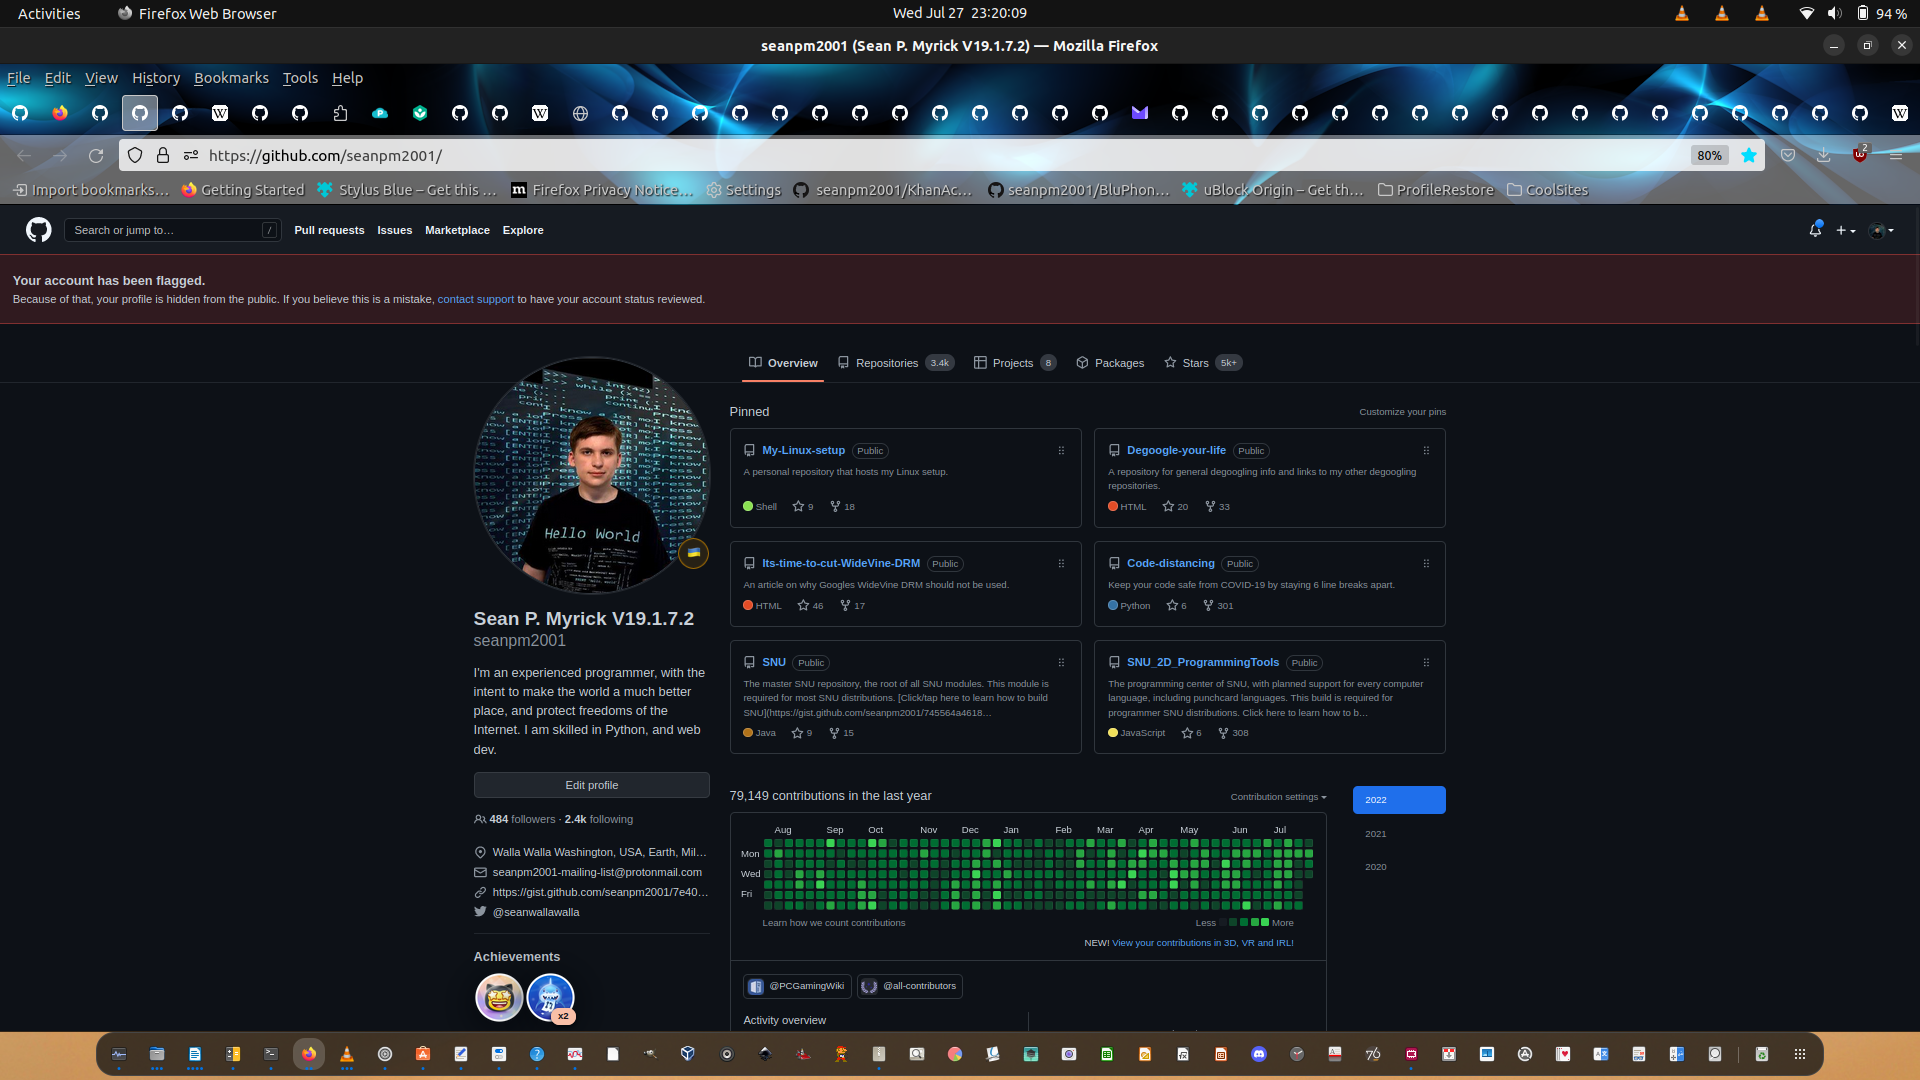 Activities
Firefox Web Browser
Wed Jul 27 23:20:09
94 %
seanpm2001 (Sean P. Myrick V19.1.7.2) — Mozilla Firefox
File Edit View History Bookmarks Tools Help
https://github.com/seanpm2001/
80%
2
Import bookmarks… Getting Started Stylus Blue – Get this … Firefox Privacy Notice… Settings seanpm2001/KhanAc… seanpm2001/BluPhon… uBlock Origin – Get th… ProfileRestore CoolSites
Search or jump to… /
Pull requests Issues Marketplace Explore
Your account has been flagged.
Because of that, your profile is hidden from the public. If you believe this is a mistake, contact support to have your account status reviewed.
Overview Repositories 3.4k Projects 8 Packages Stars 5k+
Hello World
Sean P. Myrick V19.1.7.2
seanpm2001
I'm an experienced programmer, with the
intent to make the world a much better
place, and protect freedoms of the
Internet. I am skilled in Python, and web
dev.
Edit profile
484 followers · 2.4k following
Walla Walla Washington, USA, Earth, Mil…
seanpm2001-mailing-list@protonmail.com
https://gist.github.com/seanpm2001/7e40…
@seanwallawalla
Achievements
x2
Pinned
Customize your pins
My-Linux-setup Public
A personal repository that hosts my Linux setup.
Shell 9 18
Degoogle-your-life Public
A repository for general degoogling info and links to my other degoogling
repositories.
HTML 20 33
Its-time-to-cut-WideVine-DRM Public
An article on why Googles WideVine DRM should not be used.
HTML 46 17
Code-distancing Public
Keep your code safe from COVID-19 by staying 6 line breaks apart.
Python 6 301
SNU Public
The master SNU repository, the root of all SNU modules. This module is
required for most SNU distributions. [Click/tap here to learn how to build
SNU](https://gist.github.com/seanpm2001/745564a4618…
Java 9 15
SNU_2D_ProgrammingTools Public
The programming center of SNU, with planned support for every computer
language, including punchcard languages. This build is required for
programmer SNU distributions. Click here to learn how to b…
JavaScript 6 308
79,149 contributions in the last year
Contribution settings
2022
2021
2020
Aug Sep Oct Nov Dec Jan Feb Mar Apr May Jun Jul
Mon
Wed
Fri
Learn how we count contributions
Less More
NEW! View your contributions in 3D, VR and IRL!
@PCGamingWiki @all-contributors
Activity overview